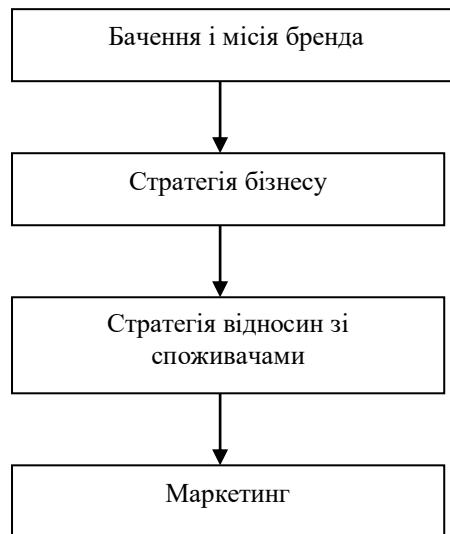 Бачення і місія бренда
Стратегія бізнесу
Стратегія відносин зі
споживачами
Маркетинг